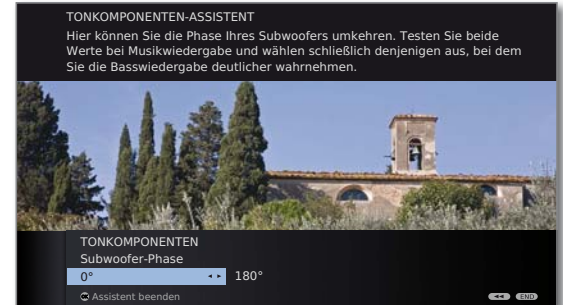 TONKOMPONENTEN-ASSISTENT
Hier können Sie die Phase Ihres Subwoofers umkehren. Testen Sie beide
Werte bei Musikwiedergabe und wählen schließlich denjenigen aus, bei dem
Sie die Basswiedergabe deutlicher wahrnehmen.
TONKOMPONENTEN
Subwoofer-Phase
0° 180°
OK Assistent beenden END